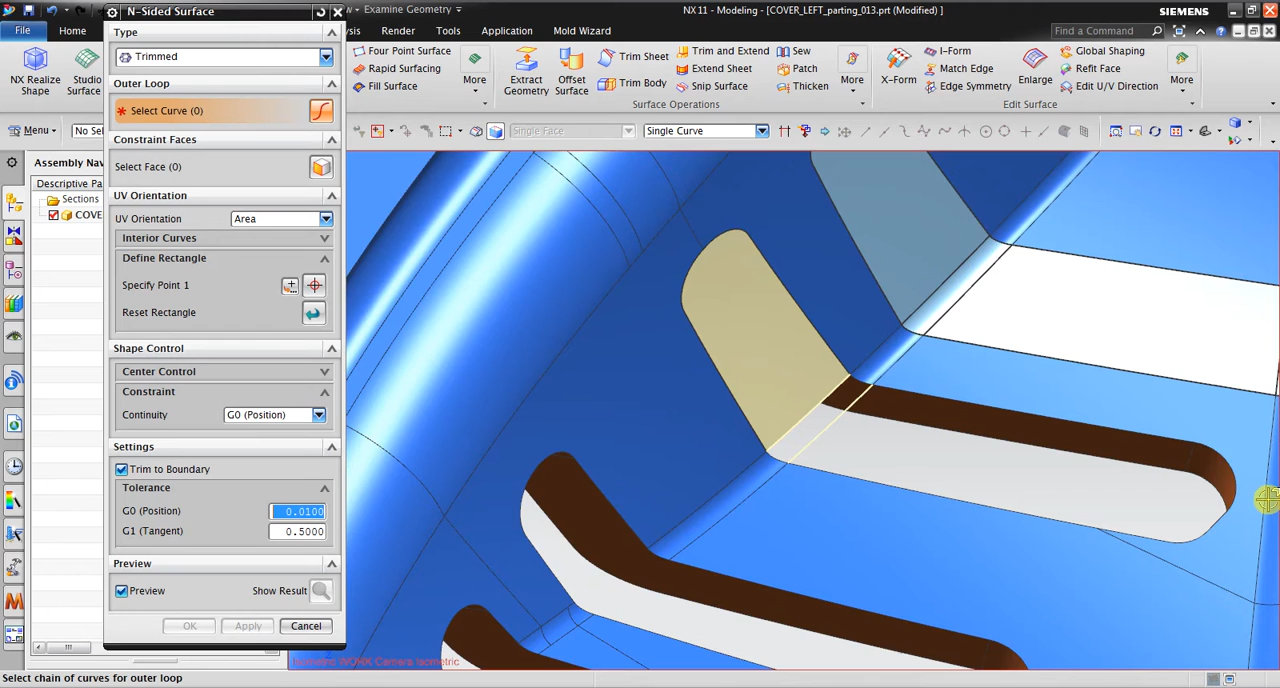 N-Sided Surface
Examine Geometry
NX 11 - Modeling - [COVER_LEFT_parting_013.prt (Modified) ]
SIEMENS
File
Home
Type
Trimmed
Render
Tools
Application
Mold Wizard
Find a Command
NX Realize
Shape
Studio
Surface
Outer Loop
Select Curve (0)
Constraint Faces
Select Face (0)
UV Orientation
UV Orientation
Area
Interior Curves
Define Rectangle
Specify Point 1
Reset Rectangle
Shape Control
Center Control
Constraint
Continuity
G0 (Position)
Settings
Trim to Boundary
Tolerance
G0 (Position)
0.0100
G1 (Tangent)
0.5000
Preview
Preview
Show Result
OK
Apply
Cancel
Four Point Surface
Rapid Surfacing
Fill Surface
More
Extract
Geometry
Offset
Surface
Trim Sheet
Trim Body
Trim and Extend
Extend Sheet
Snip Surface
Sew
Patch
Thicken
More
Surface Operations
X-Form
I-Form
Match Edge
Edge Symmetry
Enlarge
Global Shaping
Refit Face
Edit U/V Direction
More
Edit Surface
Menu
No Sel
Single Face
Single Curve
Assembly Nav
Descriptive Pa
Sections
COVE
Isometric WORK Camera Isometric
Select chain of curves for outer loop